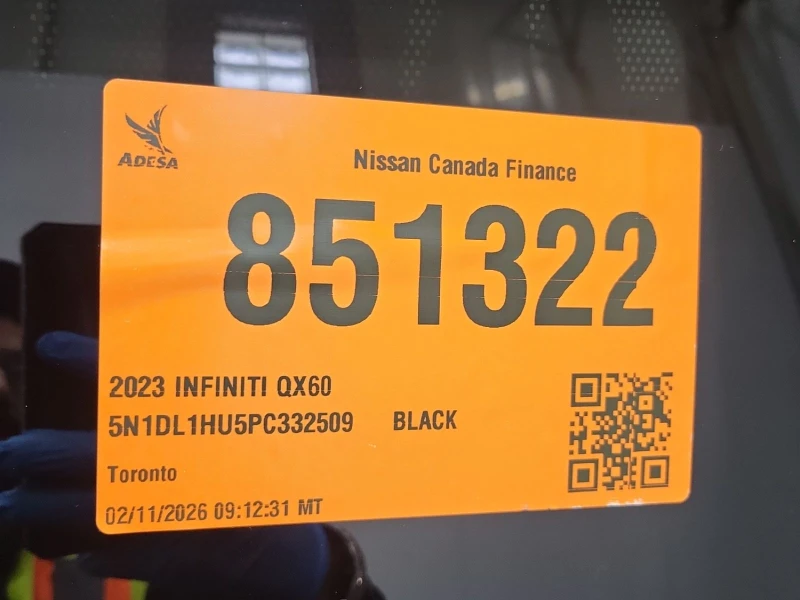 ADESA
Nissan Canada Finance
851322
2023 INFINITI QX60
5N1DL1HU5PC332509 BLACK
Toronto
02/11/2026 09:12:31 MT